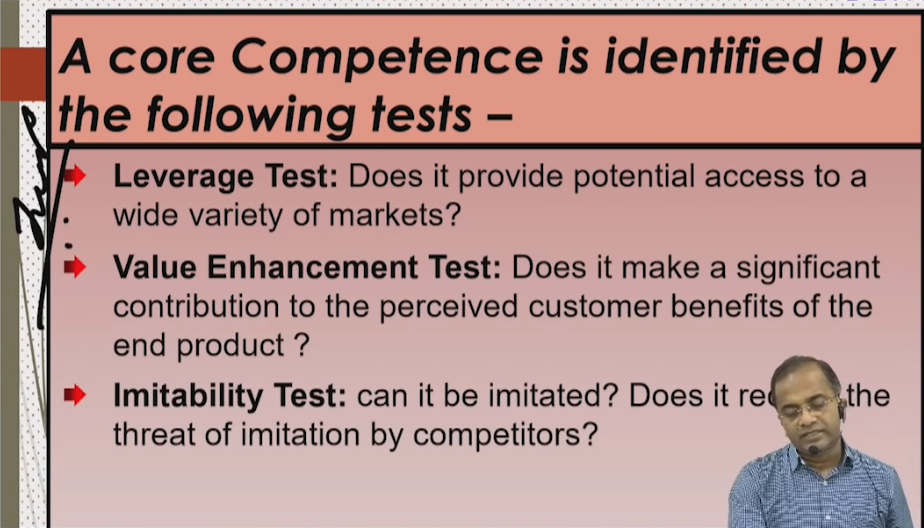 A core Competence is identified by
the following tests –
Leverage Test: Does it provide potential access to a
wide variety of markets?
Value Enhancement Test: Does it make a significant
contribution to the perceived customer benefits of the
end product ?
Imitability Test: can it be imitated? Does it the
threat of imitation by competitors?